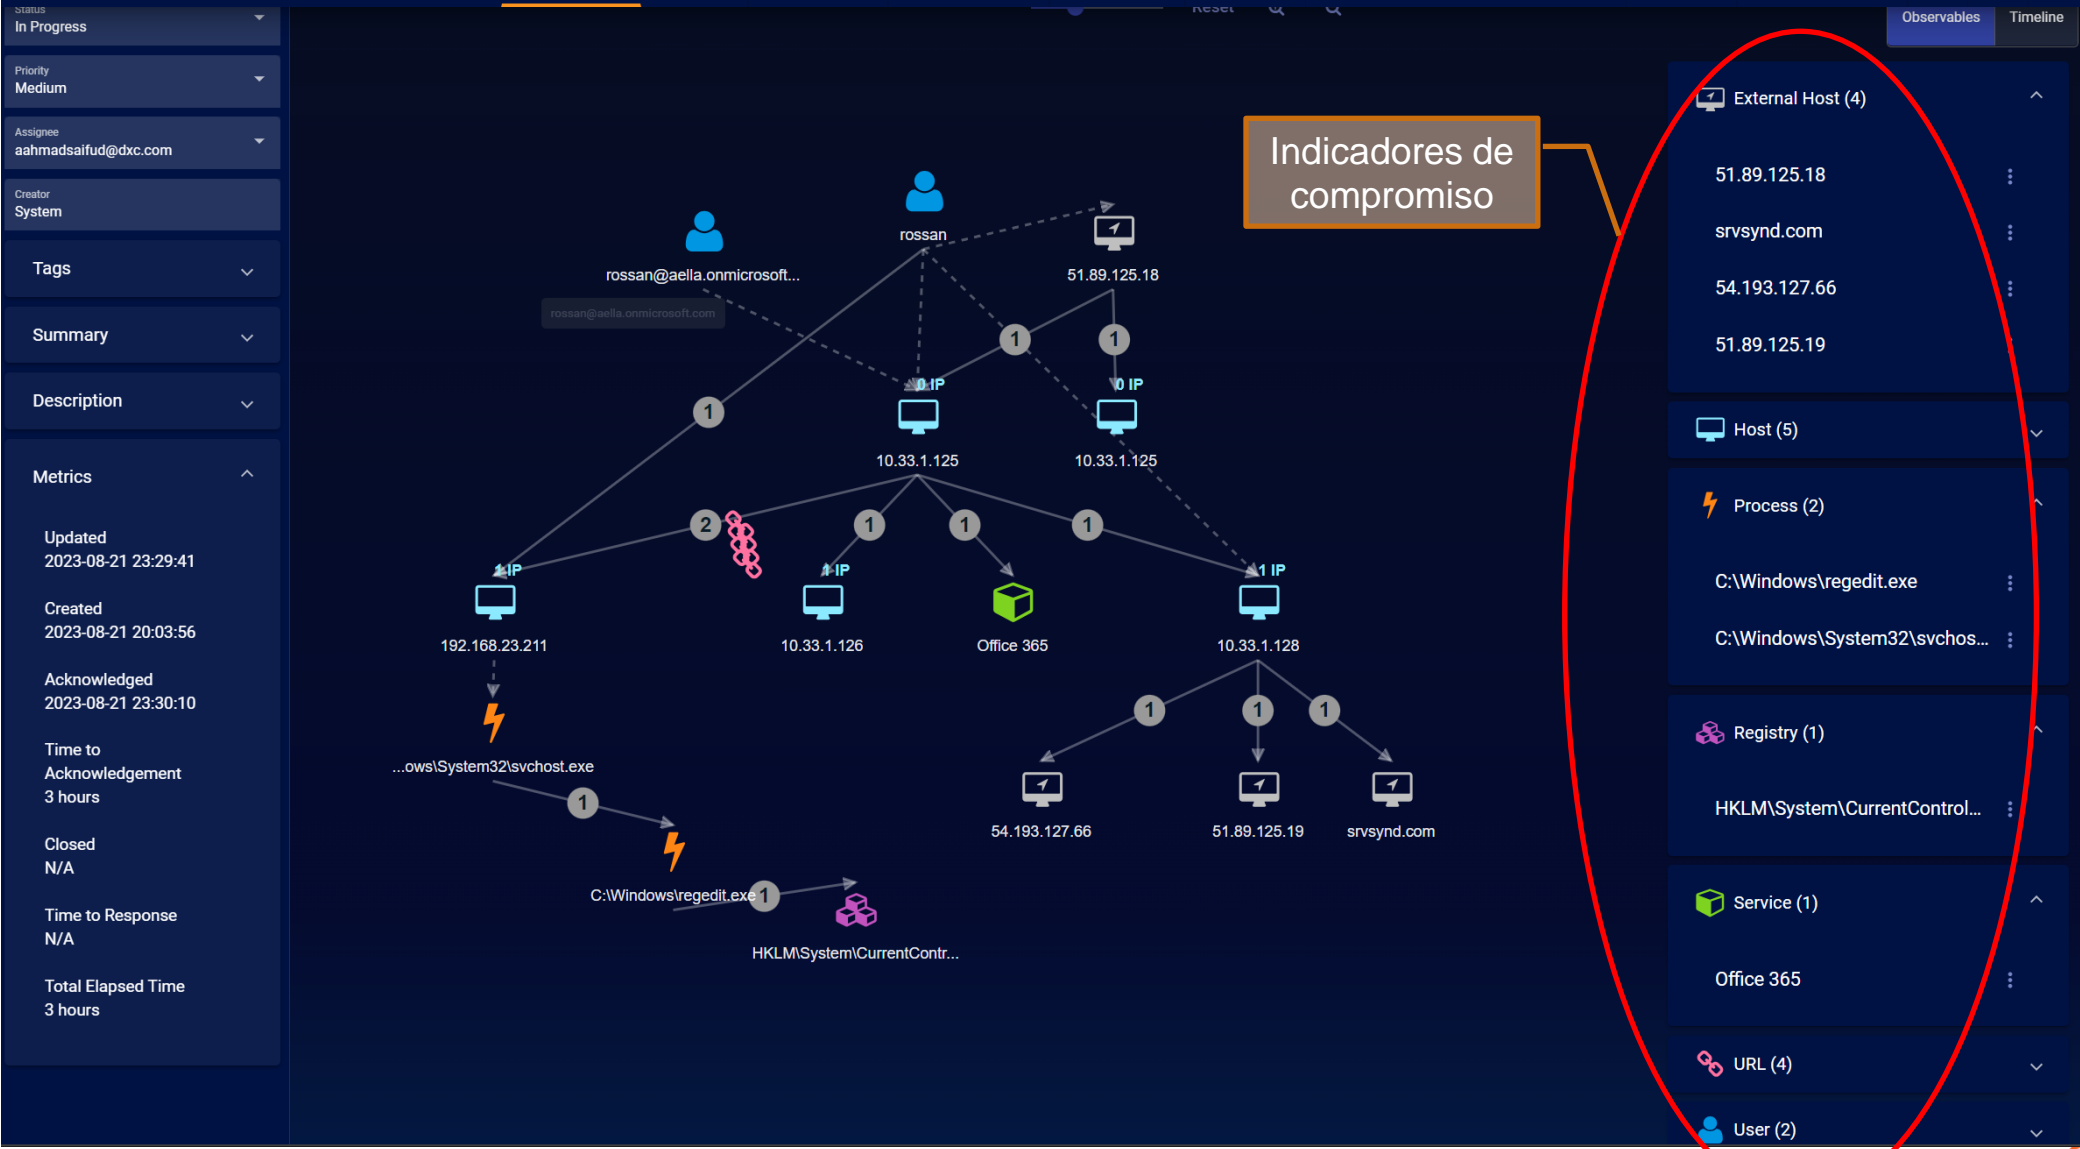 Status
In Progress
Priority
Medium
Assignee
aahmadsaifud@dxc.com
Creator
System
Tags
Summary
Description
Metrics
Updated
2023-08-21 23:29:41
Created
2023-08-21 20:03:56
Acknowledged
2023-08-21 23:30:10
Time to
Acknowledgement
3 hours
Closed
N/A
Time to Response
N/A
Total Elapsed Time
3 hours
Reset
rossan
rossan@aella.onmicrosoft...
rossan@aella.onmicrosoft.com
51.89.125.18
1
1
0 IP
0 IP
1
10.33.1.125
10.33.1.125
2
1
1
1
1 IP
1 IP
1 IP
192.168.23.211
10.33.1.126
Office 365
10.33.1.128
1
1
1
...ows\System32\svchost.exe
1
54.193.127.66
51.89.125.19
srvsynd.com
C:\Windows\regedit.exe
1
HKLM\System\CurrentContr...
Indicadores de
compromiso
Observables
Timeline
External Host (4)
51.89.125.18
srvsynd.com
54.193.127.66
51.89.125.19
Host (5)
Process (2)
C:\Windows\regedit.exe
C:\Windows\System32\svchos...
Registry (1)
HKLM\System\CurrentControl...
Service (1)
Office 365
URL (4)
User (2)